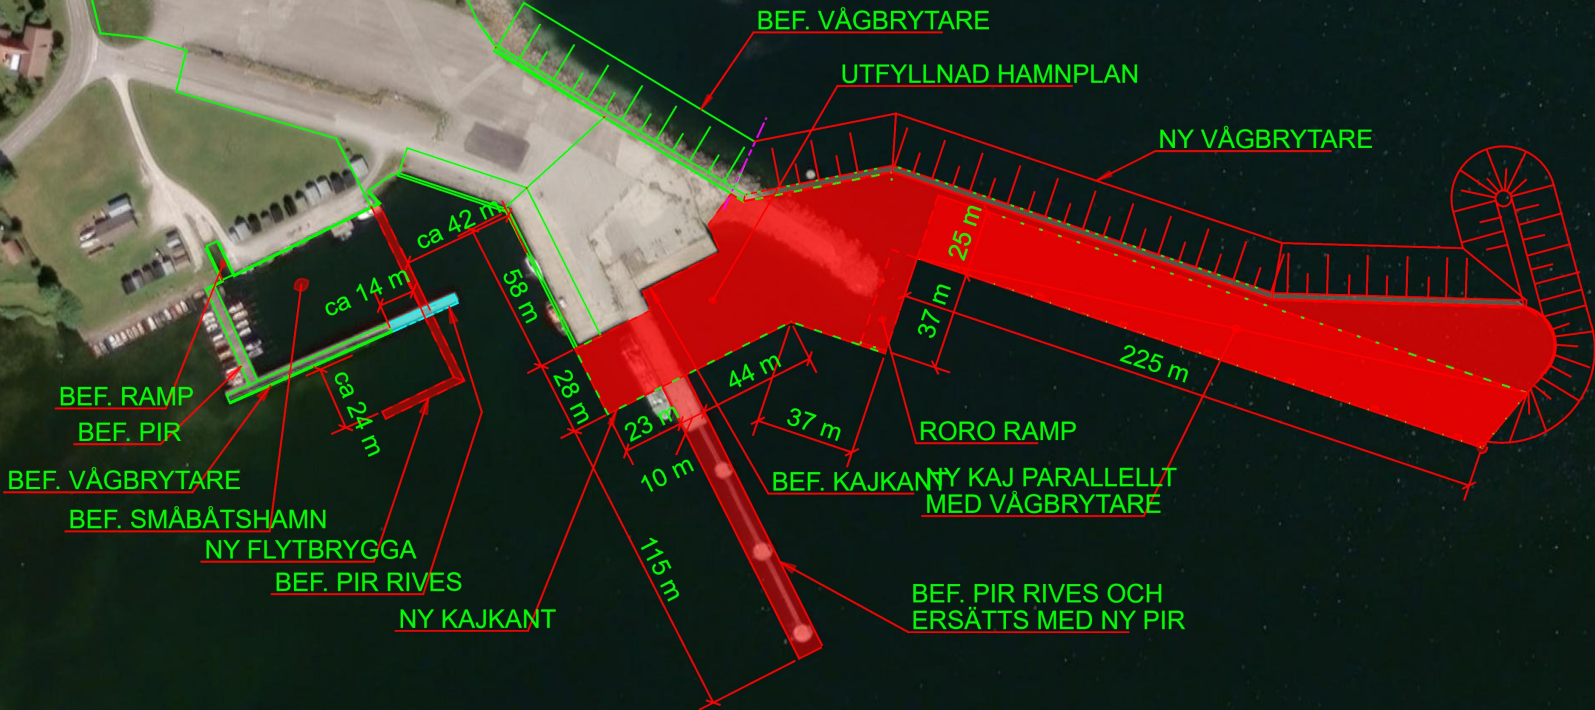 BEF. VÅGBRYTARE
UTFYLLNAD HAMNPLAN
NY VÅGBRYTARE
ca 42 m
25 m
ca 14 m
58 m
37 m
225 m
44 m
28 m
ca 24 m
23 m
37 m
10 m
115 m
BEF. RAMP
BEF. PIR
BEF. VÅGBRYTARE
BEF. SMÅBÅTSHAMN
NY FLYTBRYGGA
BEF. PIR RIVES
NY KAJKANT
RORO RAMP
BEF. KAJKANT
NY KAJ PARALLELLT
MED VÅGBRYTARE
BEF. PIR RIVES OCH
ERSÄTTS MED NY PIR